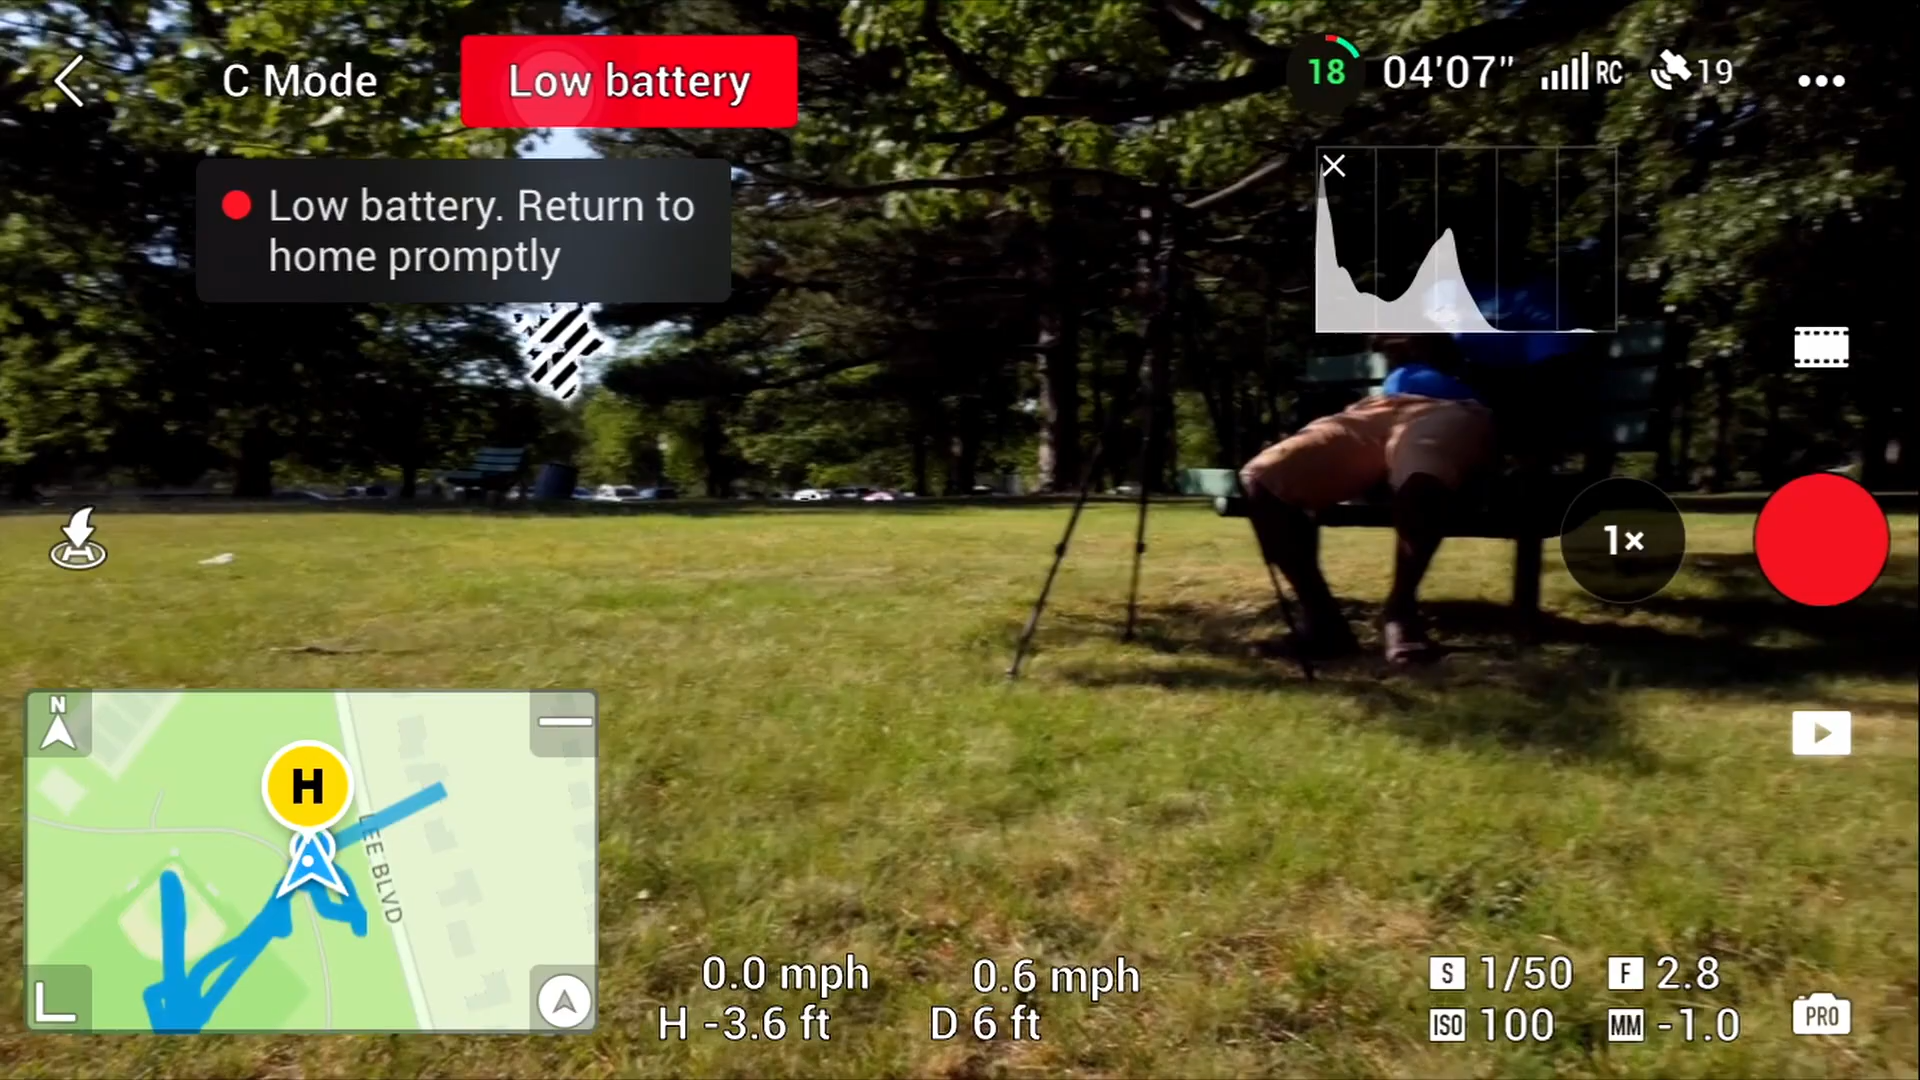 C Mode
Low battery
18
04'07"
RC
19
Low battery. Return to
home promptly
1×
N
H
LEE BLVD
0.0 mph
0.6 mph
H -3.6 ft
D 6 ft
S 1/50
F 2.8
ISO 100
MM -1.0
PRO